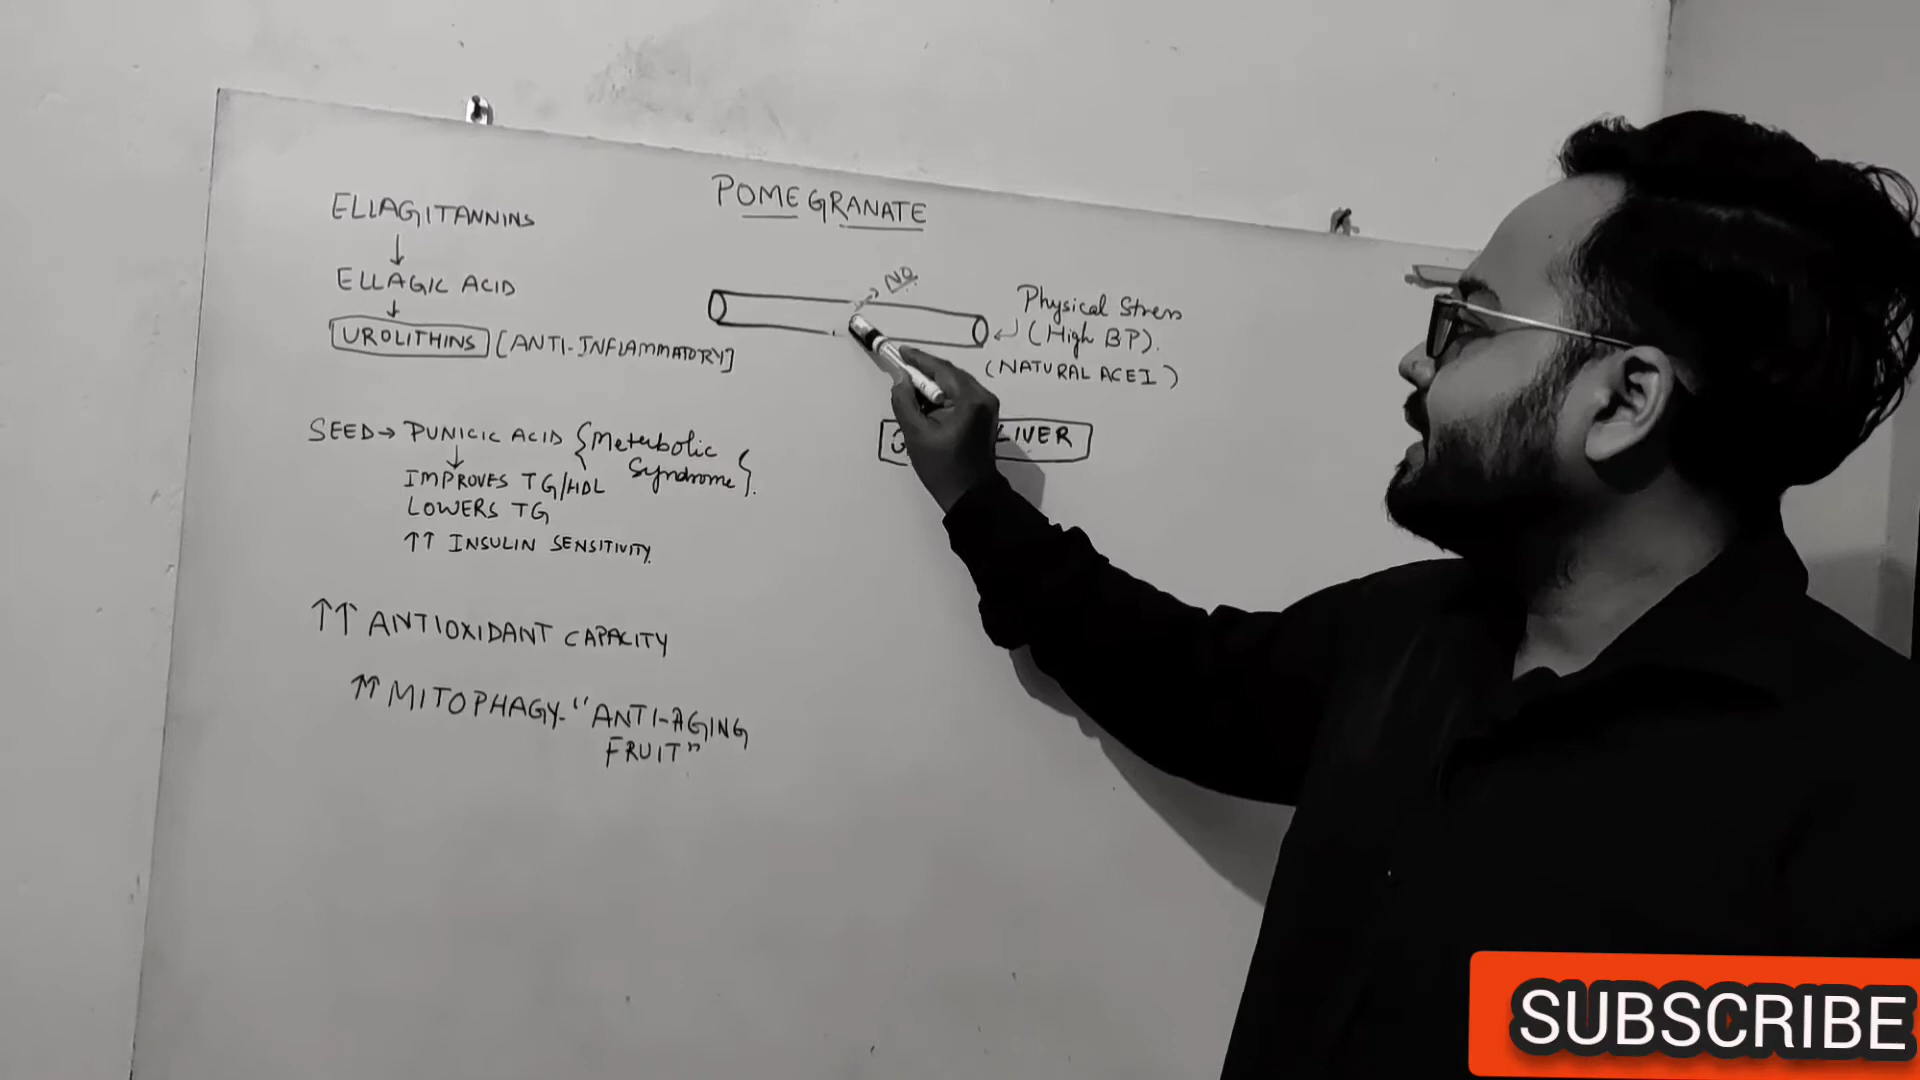 POMEGRANATE
ELLAGITANNINS
↓
ELLAGIC ACID
↓
UROLITHINS [ANTI-INFLAMMATORY]
SEED → PUNICIC ACID {Metabolic
Syndrome}.
↓
IMPROVES TG/HDL
LOWERS TG
↑↑ INSULIN SENSITIVITY
↑↑ ANTIOXIDANT CAPACITY
↑↑ MITOPHAGY- "ANTI-AGING
FRUIT"
NO
Physical Stress
(High BP).
(NATURAL ACEI)
LIVER
SUBSCRIBE